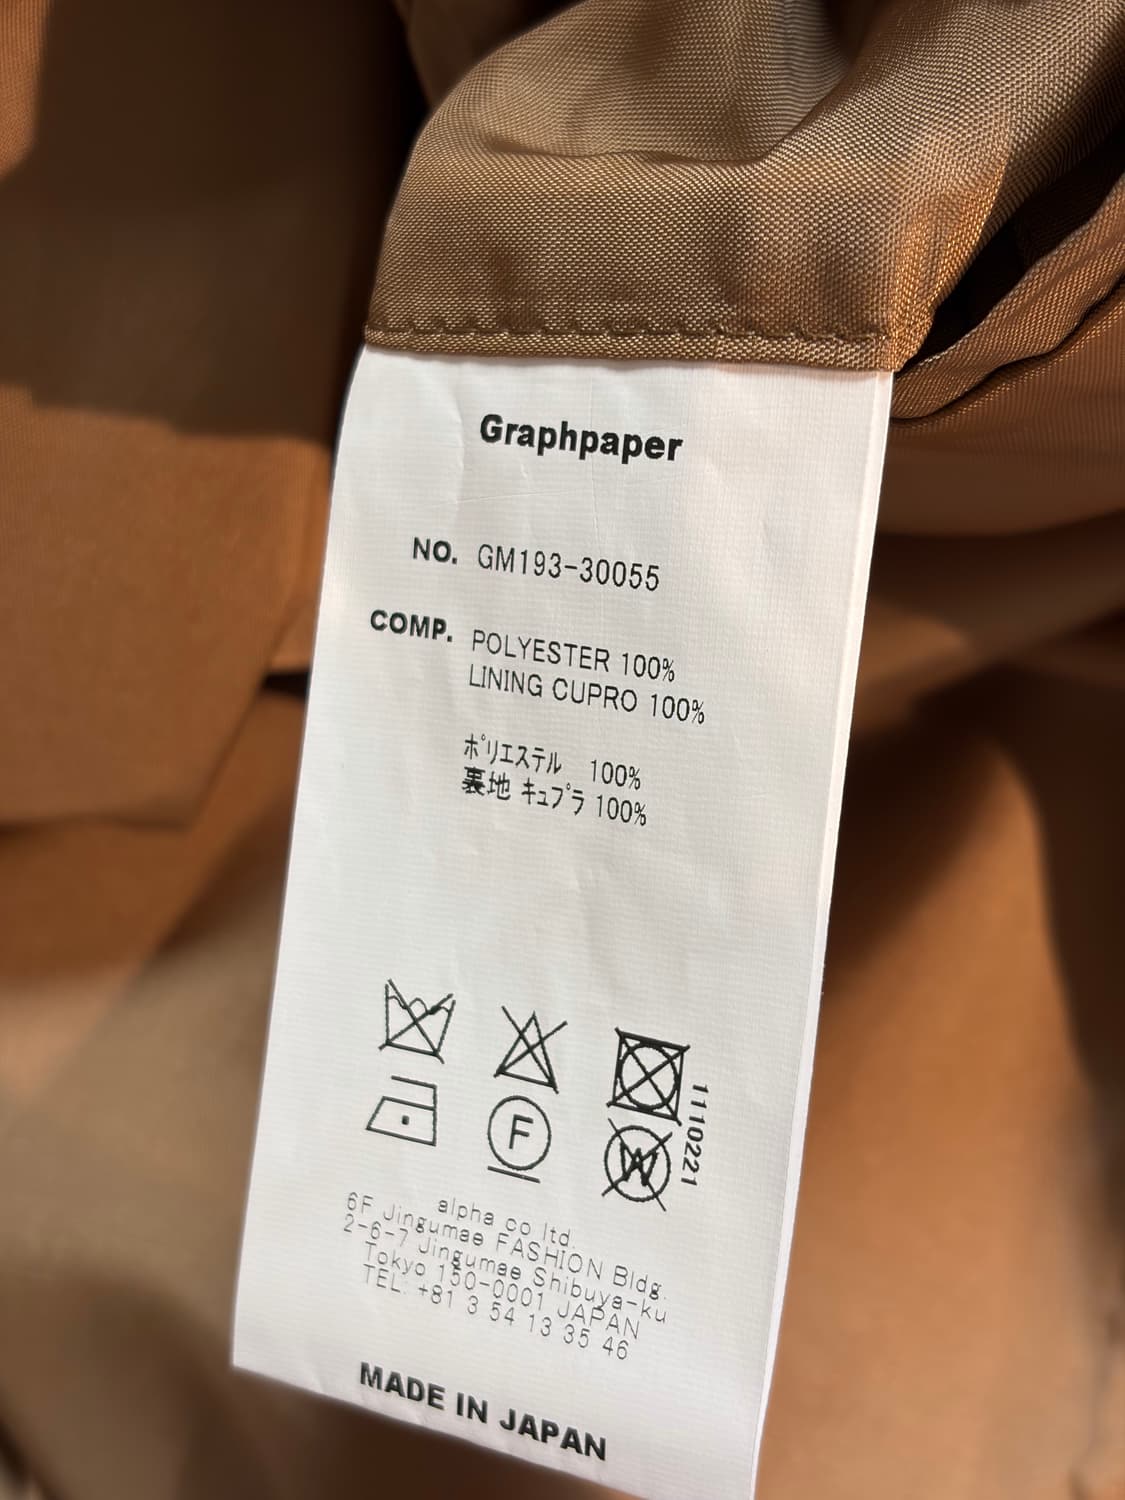 Graphpaper
NO. GM193-30055
COMP. POLYESTER 100%
LINING CUPRO 100%
ﾎﾟﾘｴｽﾃﾙ 100%
裏地 ｷｭﾌﾟﾗ 100%
1110221
F
W
alpha co ltd.
6F Jingumae FASHION Bldg.
2-6-7 Jingumae Shibuya-ku
Tokyo 150-0001 JAPAN
TEL: +81 3 54 13 35 46
MADE IN JAPAN